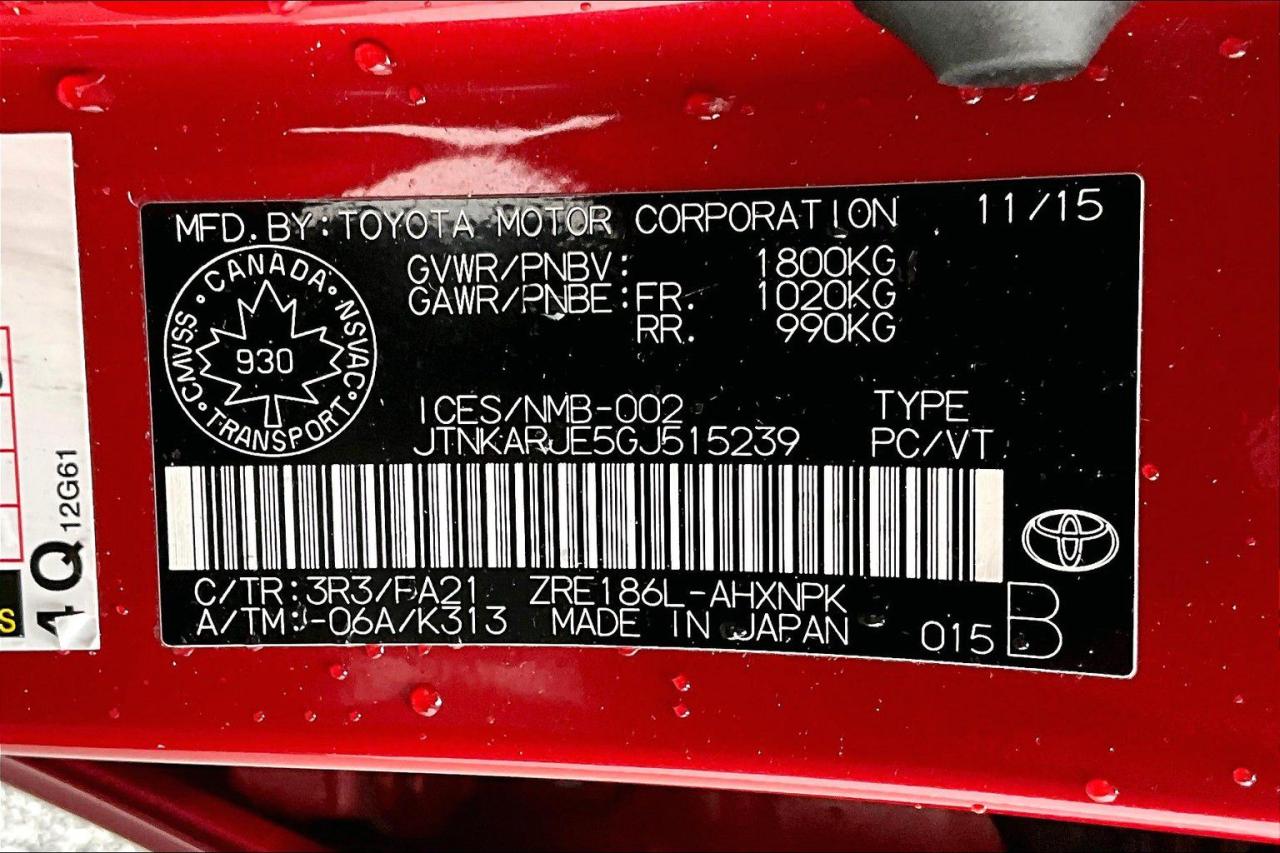 MFD. BY: TOYOTA MOTOR CORPORATION 11/15
GVWR/PNBV: 1800KG
GAWR/PNBE: FR. 1020KG
RR. 990KG
CANADA · NSVAC · TRANSPORT · CMVSS
930
ICES/NMB-002 TYPE
JTNKARJE5GJ515239 PC/VT
C/TR: 3R3/FA21 ZRE186L-AHXNPK
A/TM: -06A/K313 MADE IN JAPAN 015 B
12G61
1Q
S